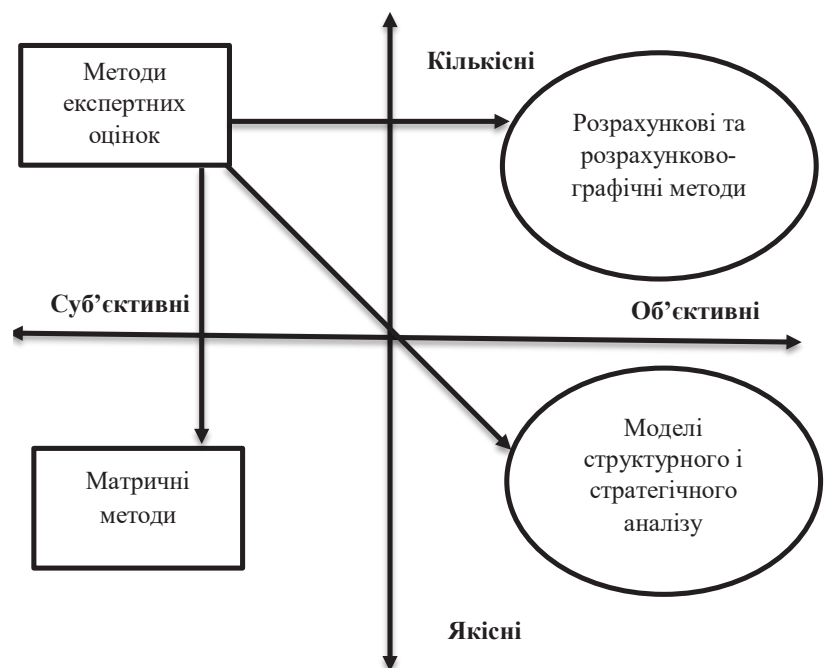 Методи
експертних
оцінок
Кількісні
Розрахункові та
розрахунково-
графічні методи
Суб’єктивні
Об’єктивні
Матричні
методи
Моделі
структурного і
стратегічного
аналізу
Якісні